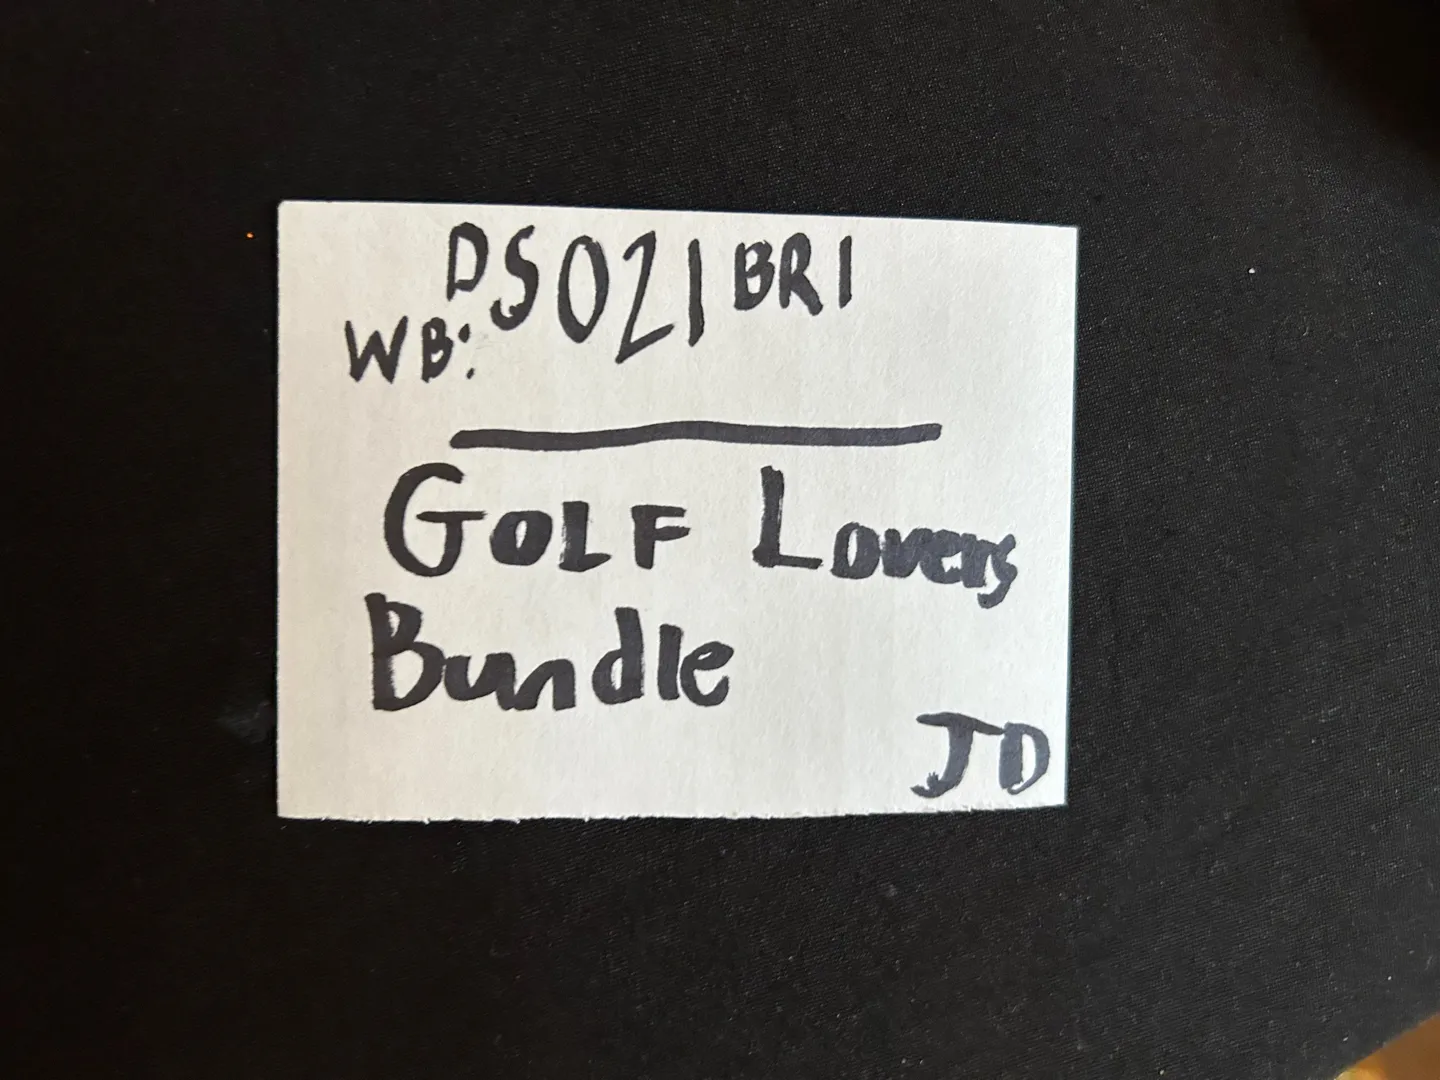 WB: DS021BR1
GOLF Lovers
Bundle
JD